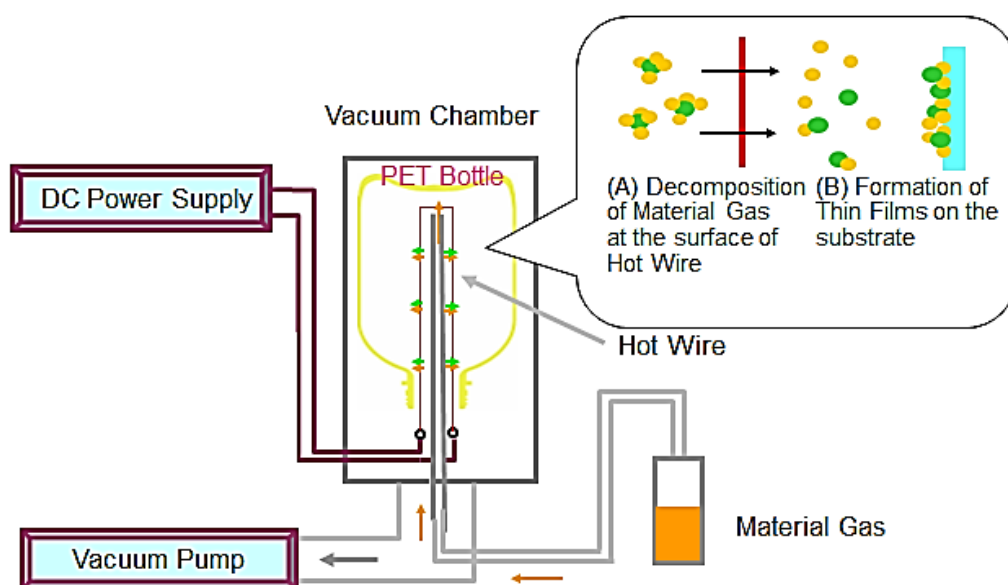 Vacuum Chamber
PET Bottle
DC Power Supply
(A) Decomposition
of Material Gas
at the surface of
Hot Wire
(B) Formation of
Thin Films on the
substrate
Hot Wire
Material Gas
Vacuum Pump